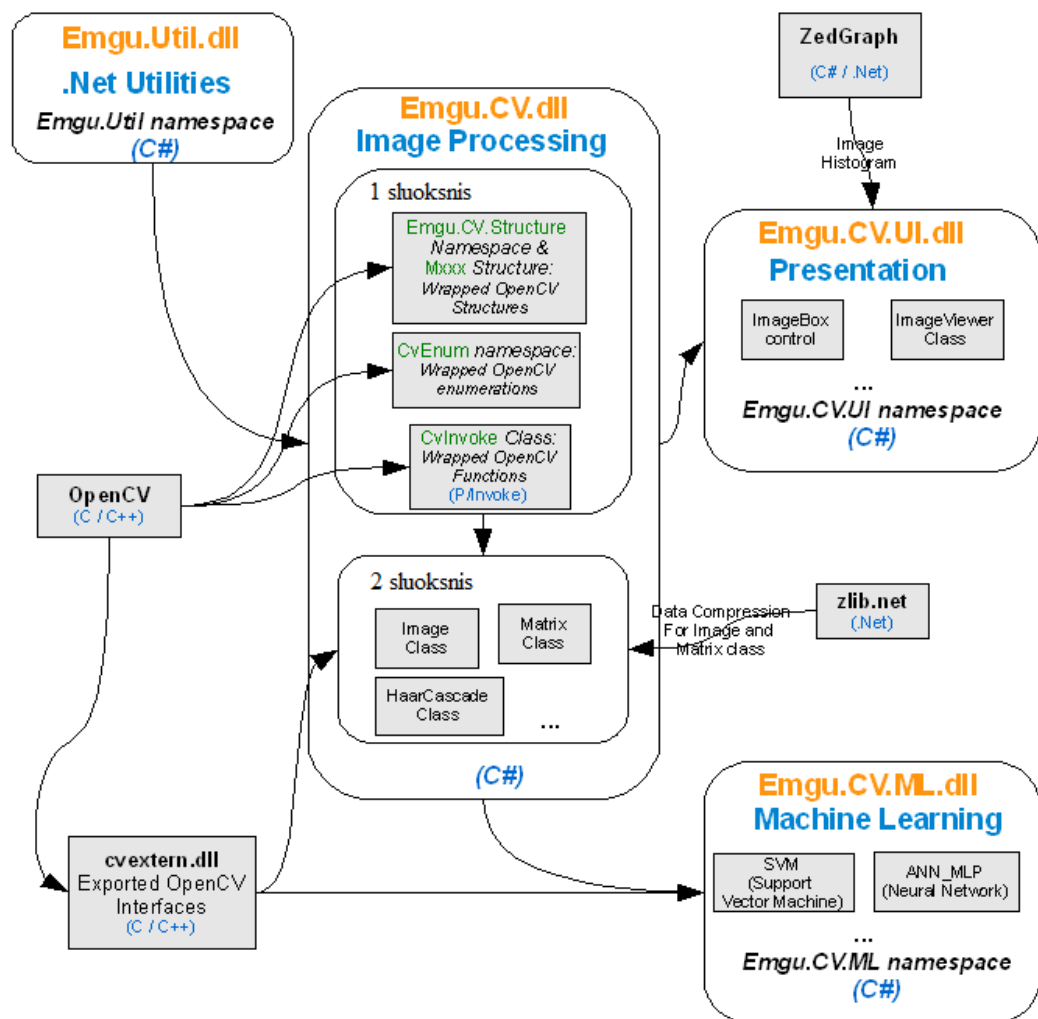 Emgu.Util.dll
.Net Utilities
Emgu.Util namespace
(C#)
ZedGraph
(C# / .Net)
Image
Histogram
Emgu.CV.dll
Image Processing
1 sluoksnis
Emgu.CV.Structure
Namespace &
Mxxx Structure:
Wrapped OpenCV
Structures
CvEnum namespace:
Wrapped OpenCV
enumerations
CvInvoke Class:
Wrapped OpenCV
Functions
(P/Invoke)
Emgu.CV.UI.dll
Presentation
ImageBox
control
ImageViewer
Class
...
Emgu.CV.UI namespace
(C#)
OpenCV
(C / C++)
2 sluoksnis
Image
Class
Matrix
Class
HaarCascade
Class
...
(C#)
Data Compression
For Image and
Matrix class
zlib.net
(.Net)
cvextern.dll
Exported OpenCV
Interfaces
(C / C++)
Emgu.CV.ML.dll
Machine Learning
SVM
(Support
Vector Machine)
ANN_MLP
(Neural Network)
...
Emgu.CV.ML namespace
(C#)